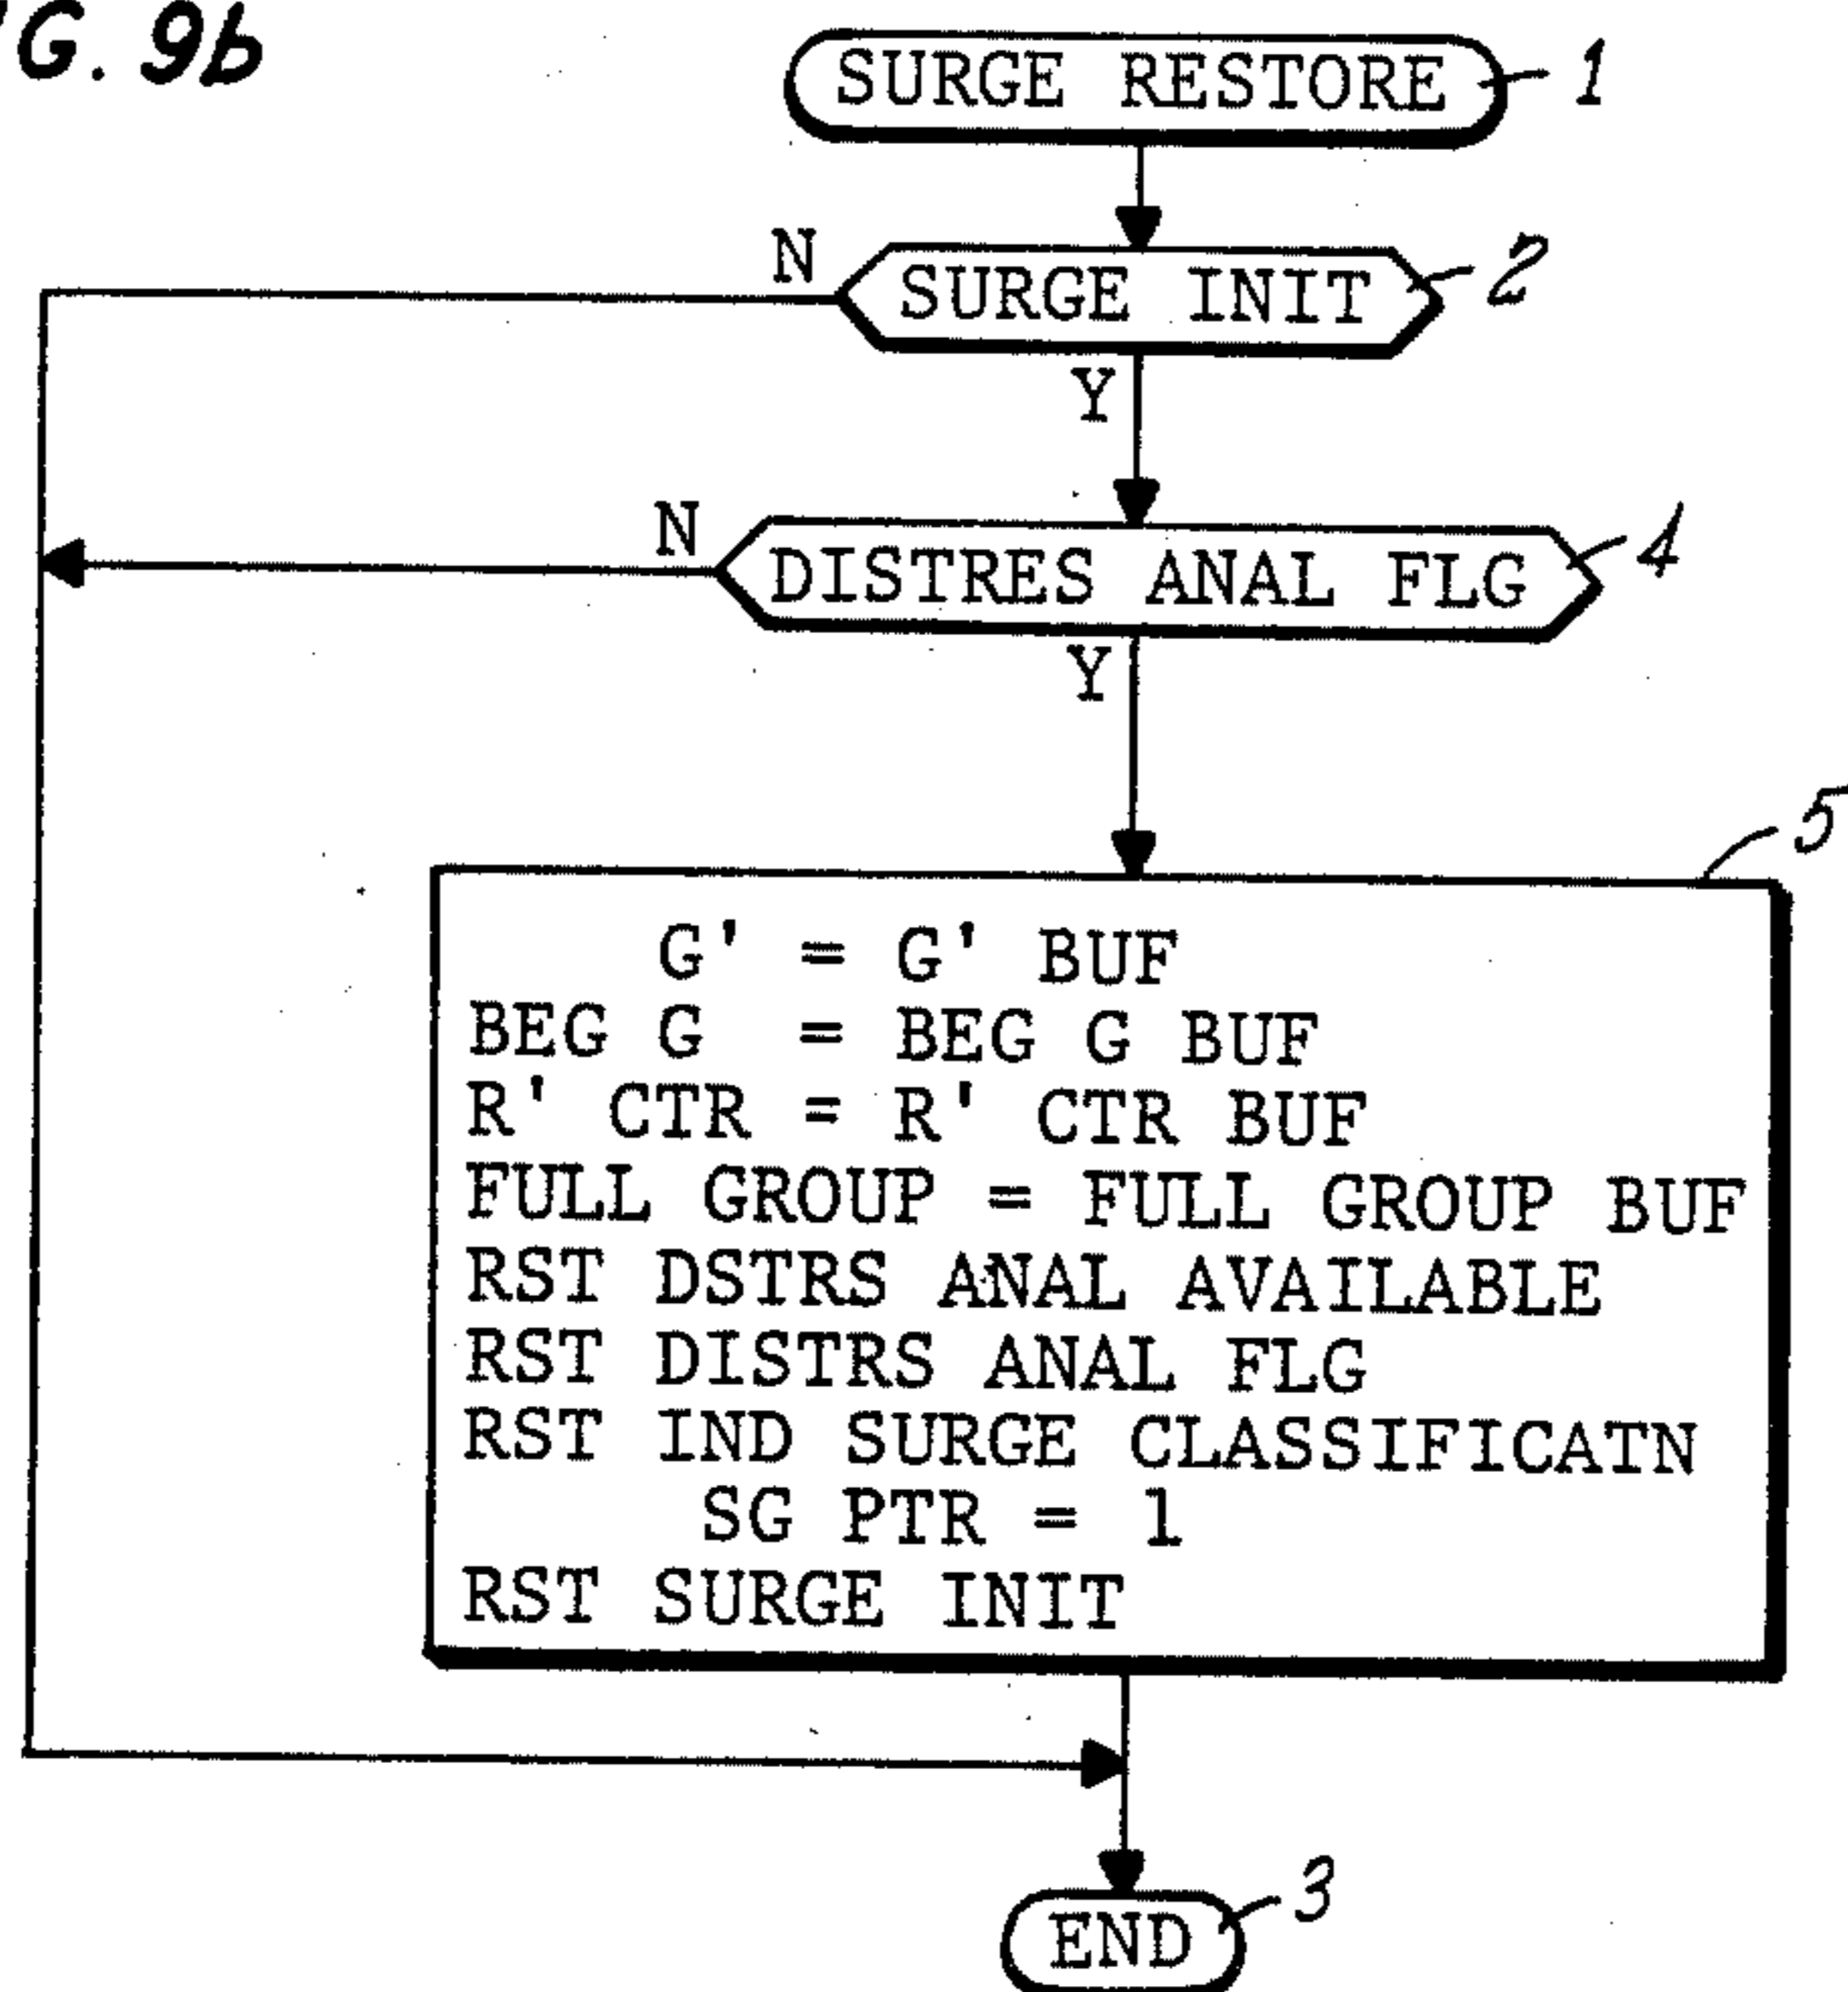 G. 9b
SURGE RESTORE 1
N
SURGE INIT 2
Y
N
DISTRES ANAL FLG 4
Y
5
G' = G' BUF
BEG G = BEG G BUF
R' CTR = R' CTR BUF
FULL GROUP = FULL GROUP BUF
RST DSTRS ANAL AVAILABLE
RST DISTRS ANAL FLG
RST IND SURGE CLASSIFICATN
SG PTR = 1
RST SURGE INIT
END 3